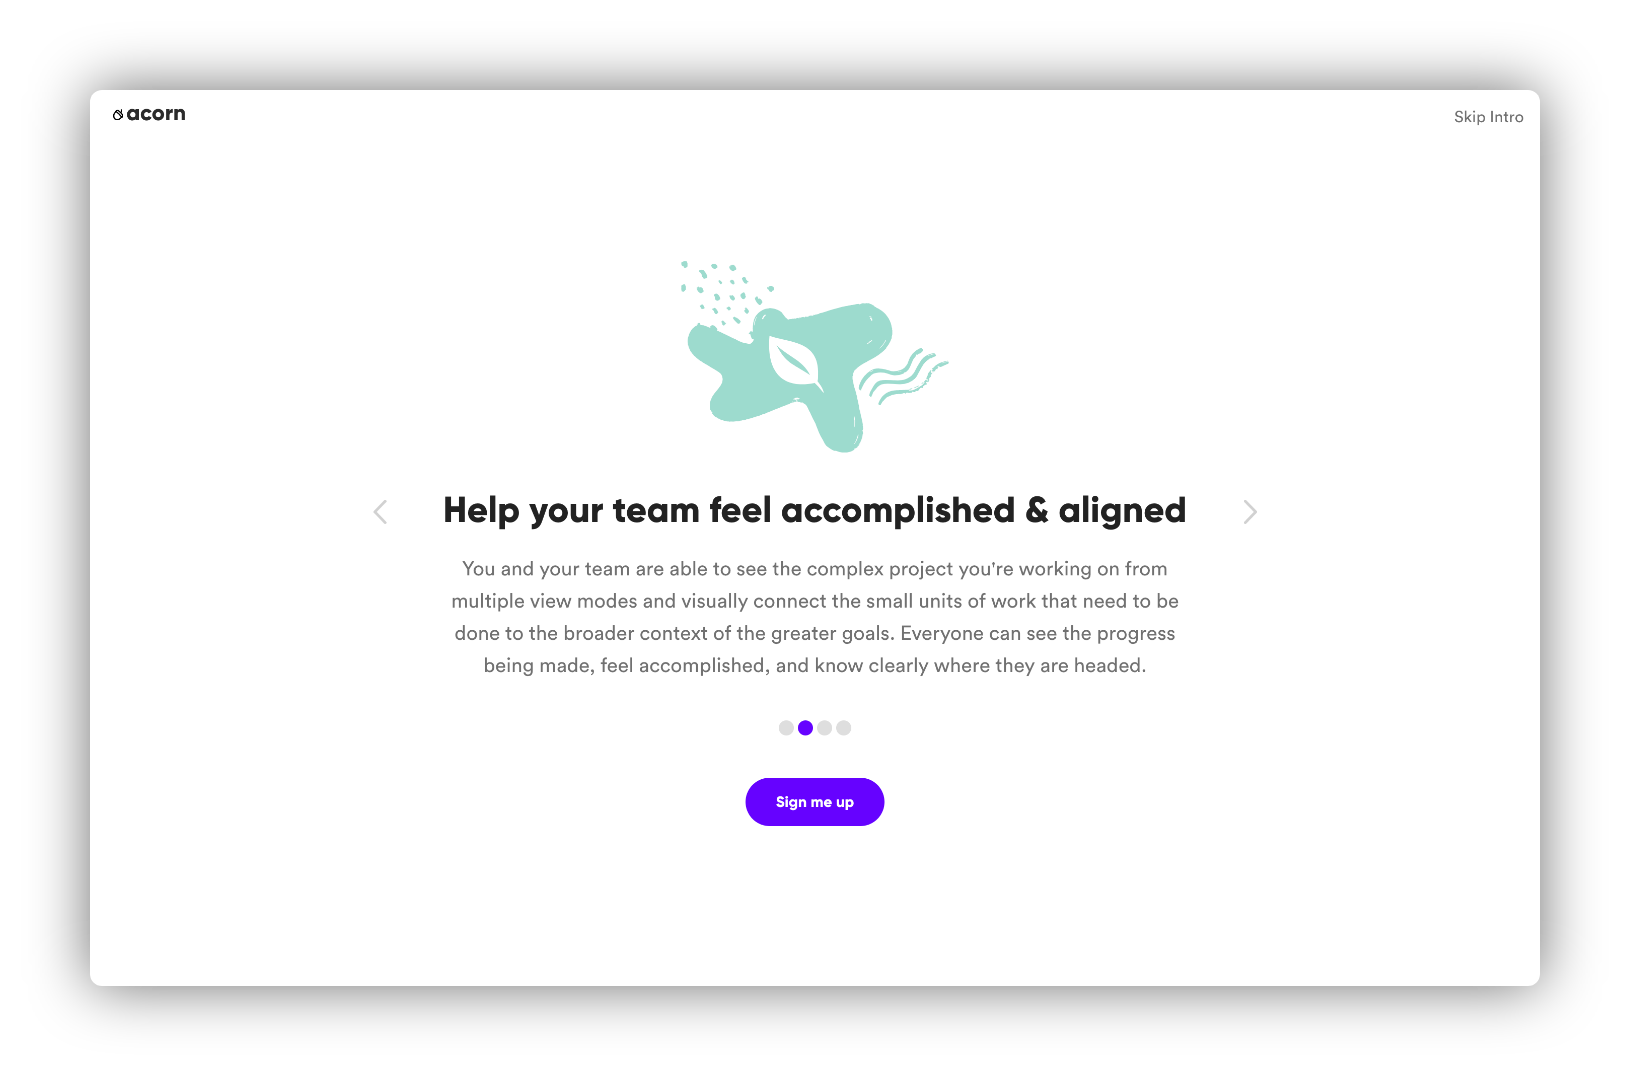 acorn
Skip Intro
Help your team feel accomplished & aligned
You and your team are able to see the complex project you're working on from
multiple view modes and visually connect the small units of work that need to be
done to the broader context of the greater goals. Everyone can see the progress
being made, feel accomplished, and know clearly where they are headed.
Sign me up